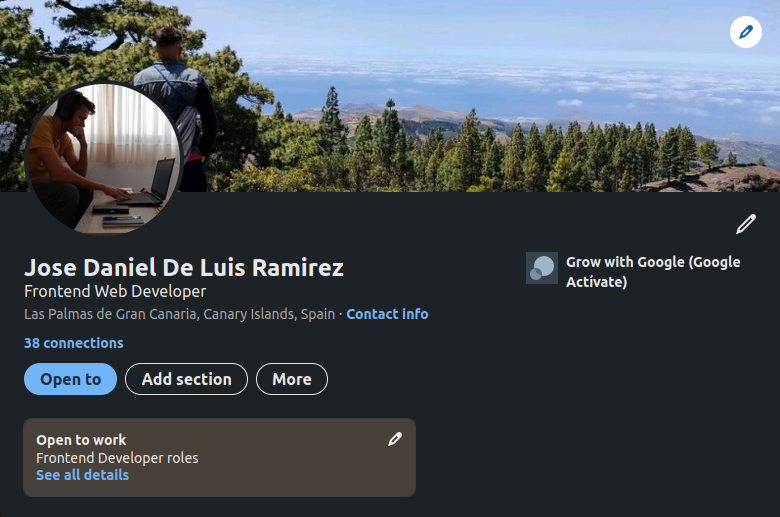 Jose Daniel De Luis Ramirez
Frontend Web Developer
Las Palmas de Gran Canaria, Canary Islands, Spain · Contact info
38 connections
Open to
Add section
More
Grow with Google (Google
Actívate)
Open to work
Frontend Developer roles
See all details